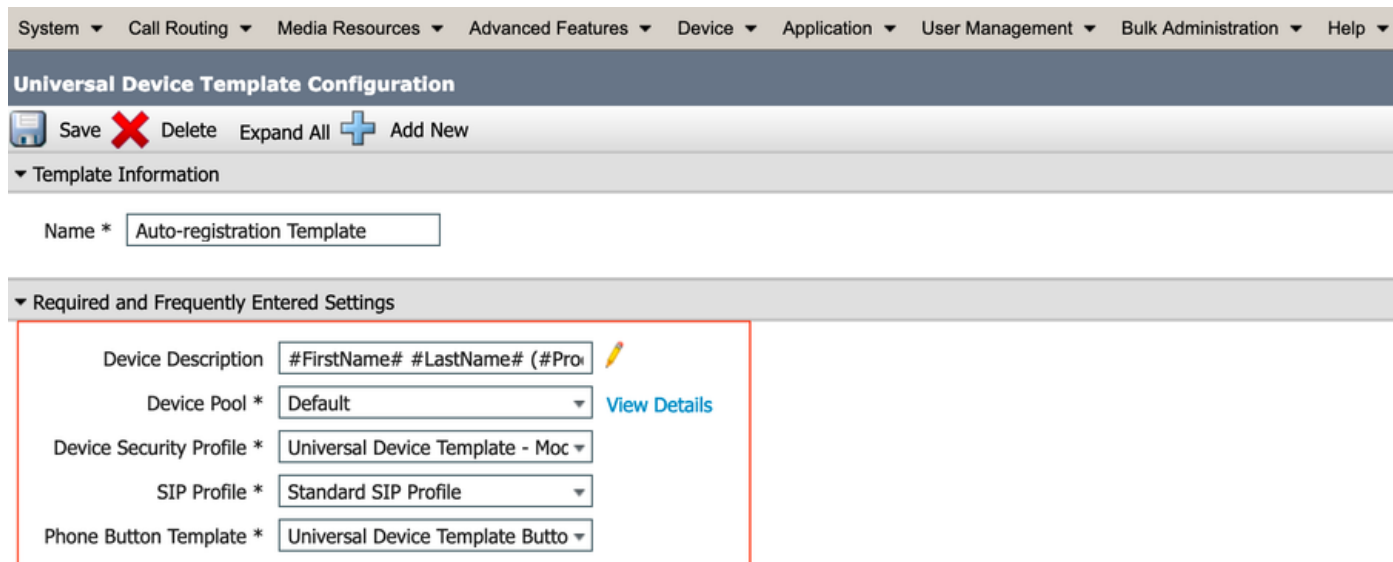 System Call Routing Media Resources Advanced Features Device Application User Management Bulk Administration Help
Universal Device Template Configuration
Save Delete Expand All Add New
Template Information
Name * Auto-registration Template
Required and Frequently Entered Settings
Device Description #FirstName# #LastName# (#Pro
Device Pool * Default View Details
Device Security Profile * Universal Device Template - Moc
SIP Profile * Standard SIP Profile
Phone Button Template * Universal Device Template Butto